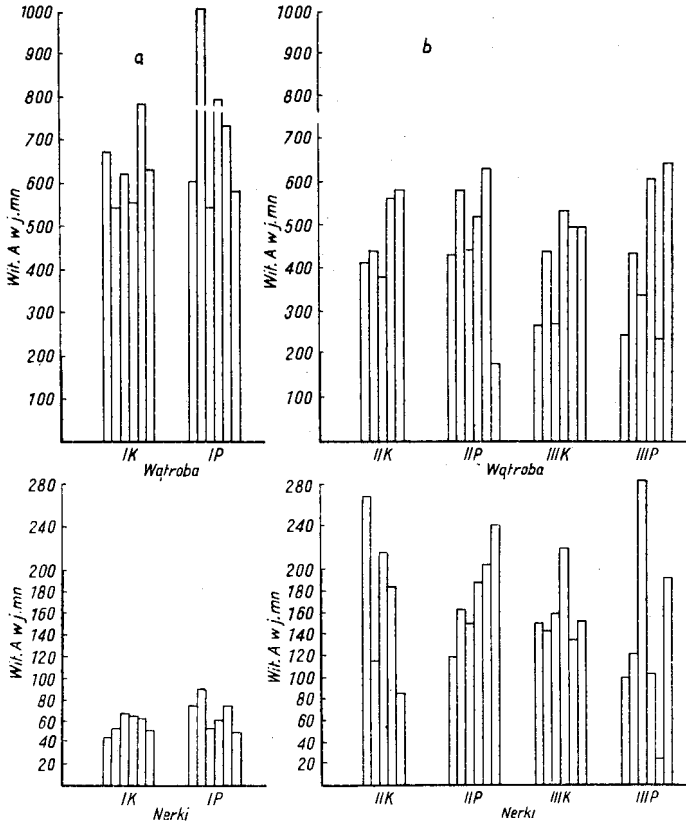 1000
900
800
700
600
500
400
300
200
100
Wit. A w j.mn
a
IK
IP
Wątroba
1000
900
800
700
600
500
400
300
200
100
Wit. A w j.mn
b
IIK
IIP
IIIK
IIIP
Wątroba
280
240
200
180
160
140
120
100
80
60
40
20
Wit. A w j.mn
IK
IP
Nerki
280
240
200
180
160
140
120
100
80
60
40
20
Wit. A w j.mn
IIK
IIP
IIIK
IIIP
Nerki